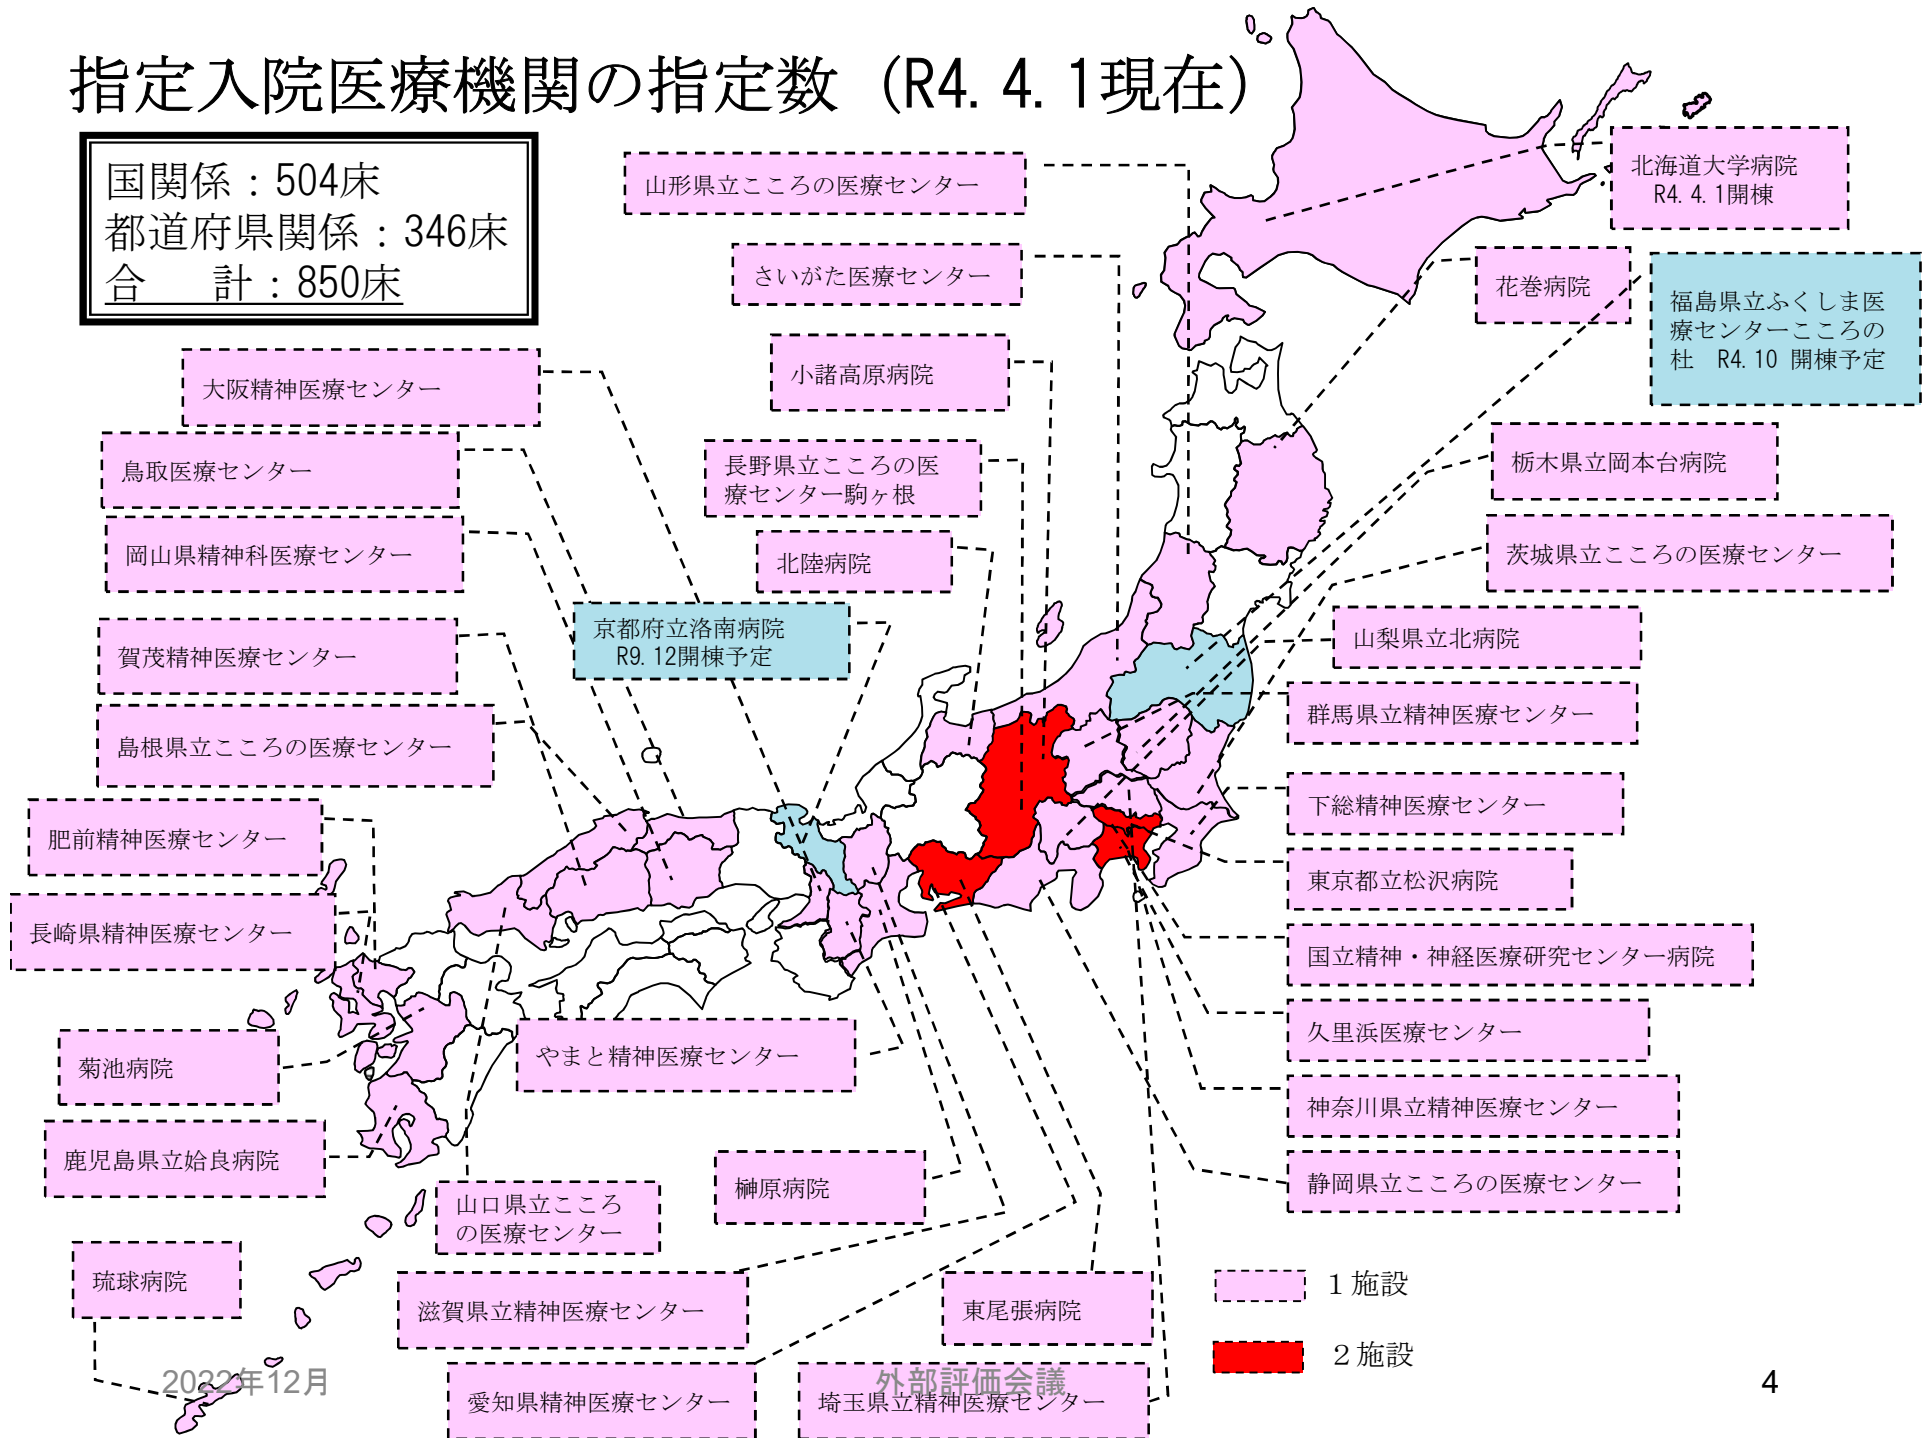 指定入院医療機関の指定数（R4.4.1現在）
国関係：504床
都道府県関係：346床
合　　計：850床
山形県立こころの医療センター
北海道大学病院
R4.4.1開棟
さいがた医療センター
花巻病院
福島県立ふくしま医
療センターこころの
杜　R4.10 開棟予定
大阪精神医療センター
小諸高原病院
鳥取医療センター
長野県立こころの医
療センター駒ヶ根
栃木県立岡本台病院
岡山県精神科医療センター
北陸病院
茨城県立こころの医療センター
賀茂精神医療センター
京都府立洛南病院
R9.12開棟予定
山梨県立北病院
島根県立こころの医療センター
群馬県立精神医療センター
肥前精神医療センター
下総精神医療センター
東京都立松沢病院
長崎県精神医療センター
国立精神・神経医療研究センター病院
菊池病院
やまと精神医療センター
久里浜医療センター
神奈川県立精神医療センター
鹿児島県立姶良病院
榊原病院
静岡県立こころの医療センター
山口県立こころ
の医療センター
琉球病院
滋賀県立精神医療センター
東尾張病院
１施設
２施設
愛知県精神医療センター
埼玉県立精神医療センター
2022年12月
外部評価会議
4